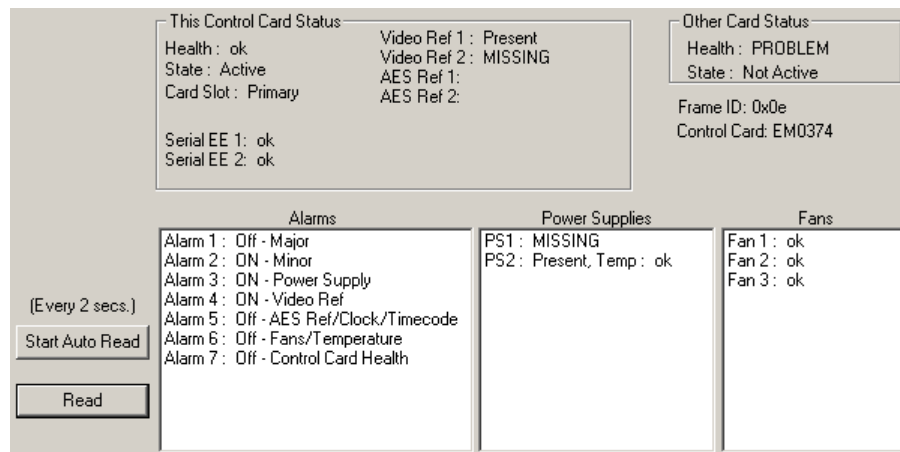 This Control Card Status
Health : ok
State : Active
Card Slot : Primary
Serial EE 1: ok
Serial EE 2: ok
Video Ref 1 : Present
Video Ref 2 : MISSING
AES Ref 1:
AES Ref 2:
Other Card Status
Health : PROBLEM
State : Not Active
Frame ID: 0x0e
Control Card: EM0374
Alarms
Alarm 1 : Off - Major
Alarm 2 : ON - Minor
Alarm 3 : ON - Power Supply
Alarm 4 : ON - Video Ref
Alarm 5 : Off - AES Ref/Clock/Timecode
Alarm 6 : Off - Fans/Temperature
Alarm 7 : Off - Control Card Health
Power Supplies
PS1 : MISSING
PS2 : Present, Temp : ok
Fans
Fan 1 : ok
Fan 2 : ok
Fan 3 : ok
(Every 2 secs.)
Start Auto Read
Read